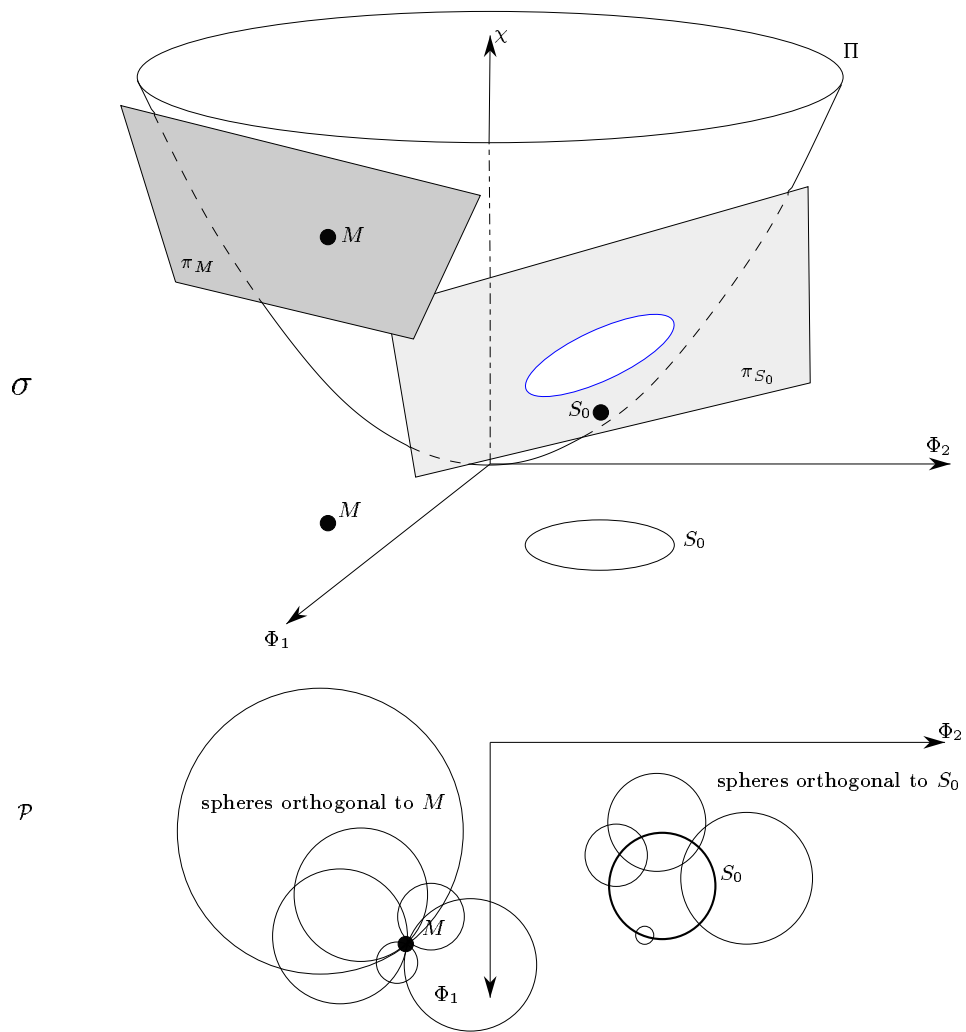 χ
Π
M
π_M
σ
π_{S_0}
S_0
Φ_2
M
S_0
Φ_1
Φ_2
spheres orthogonal to S_0
spheres orthogonal to M
𝒫
S_0
M
Φ_1